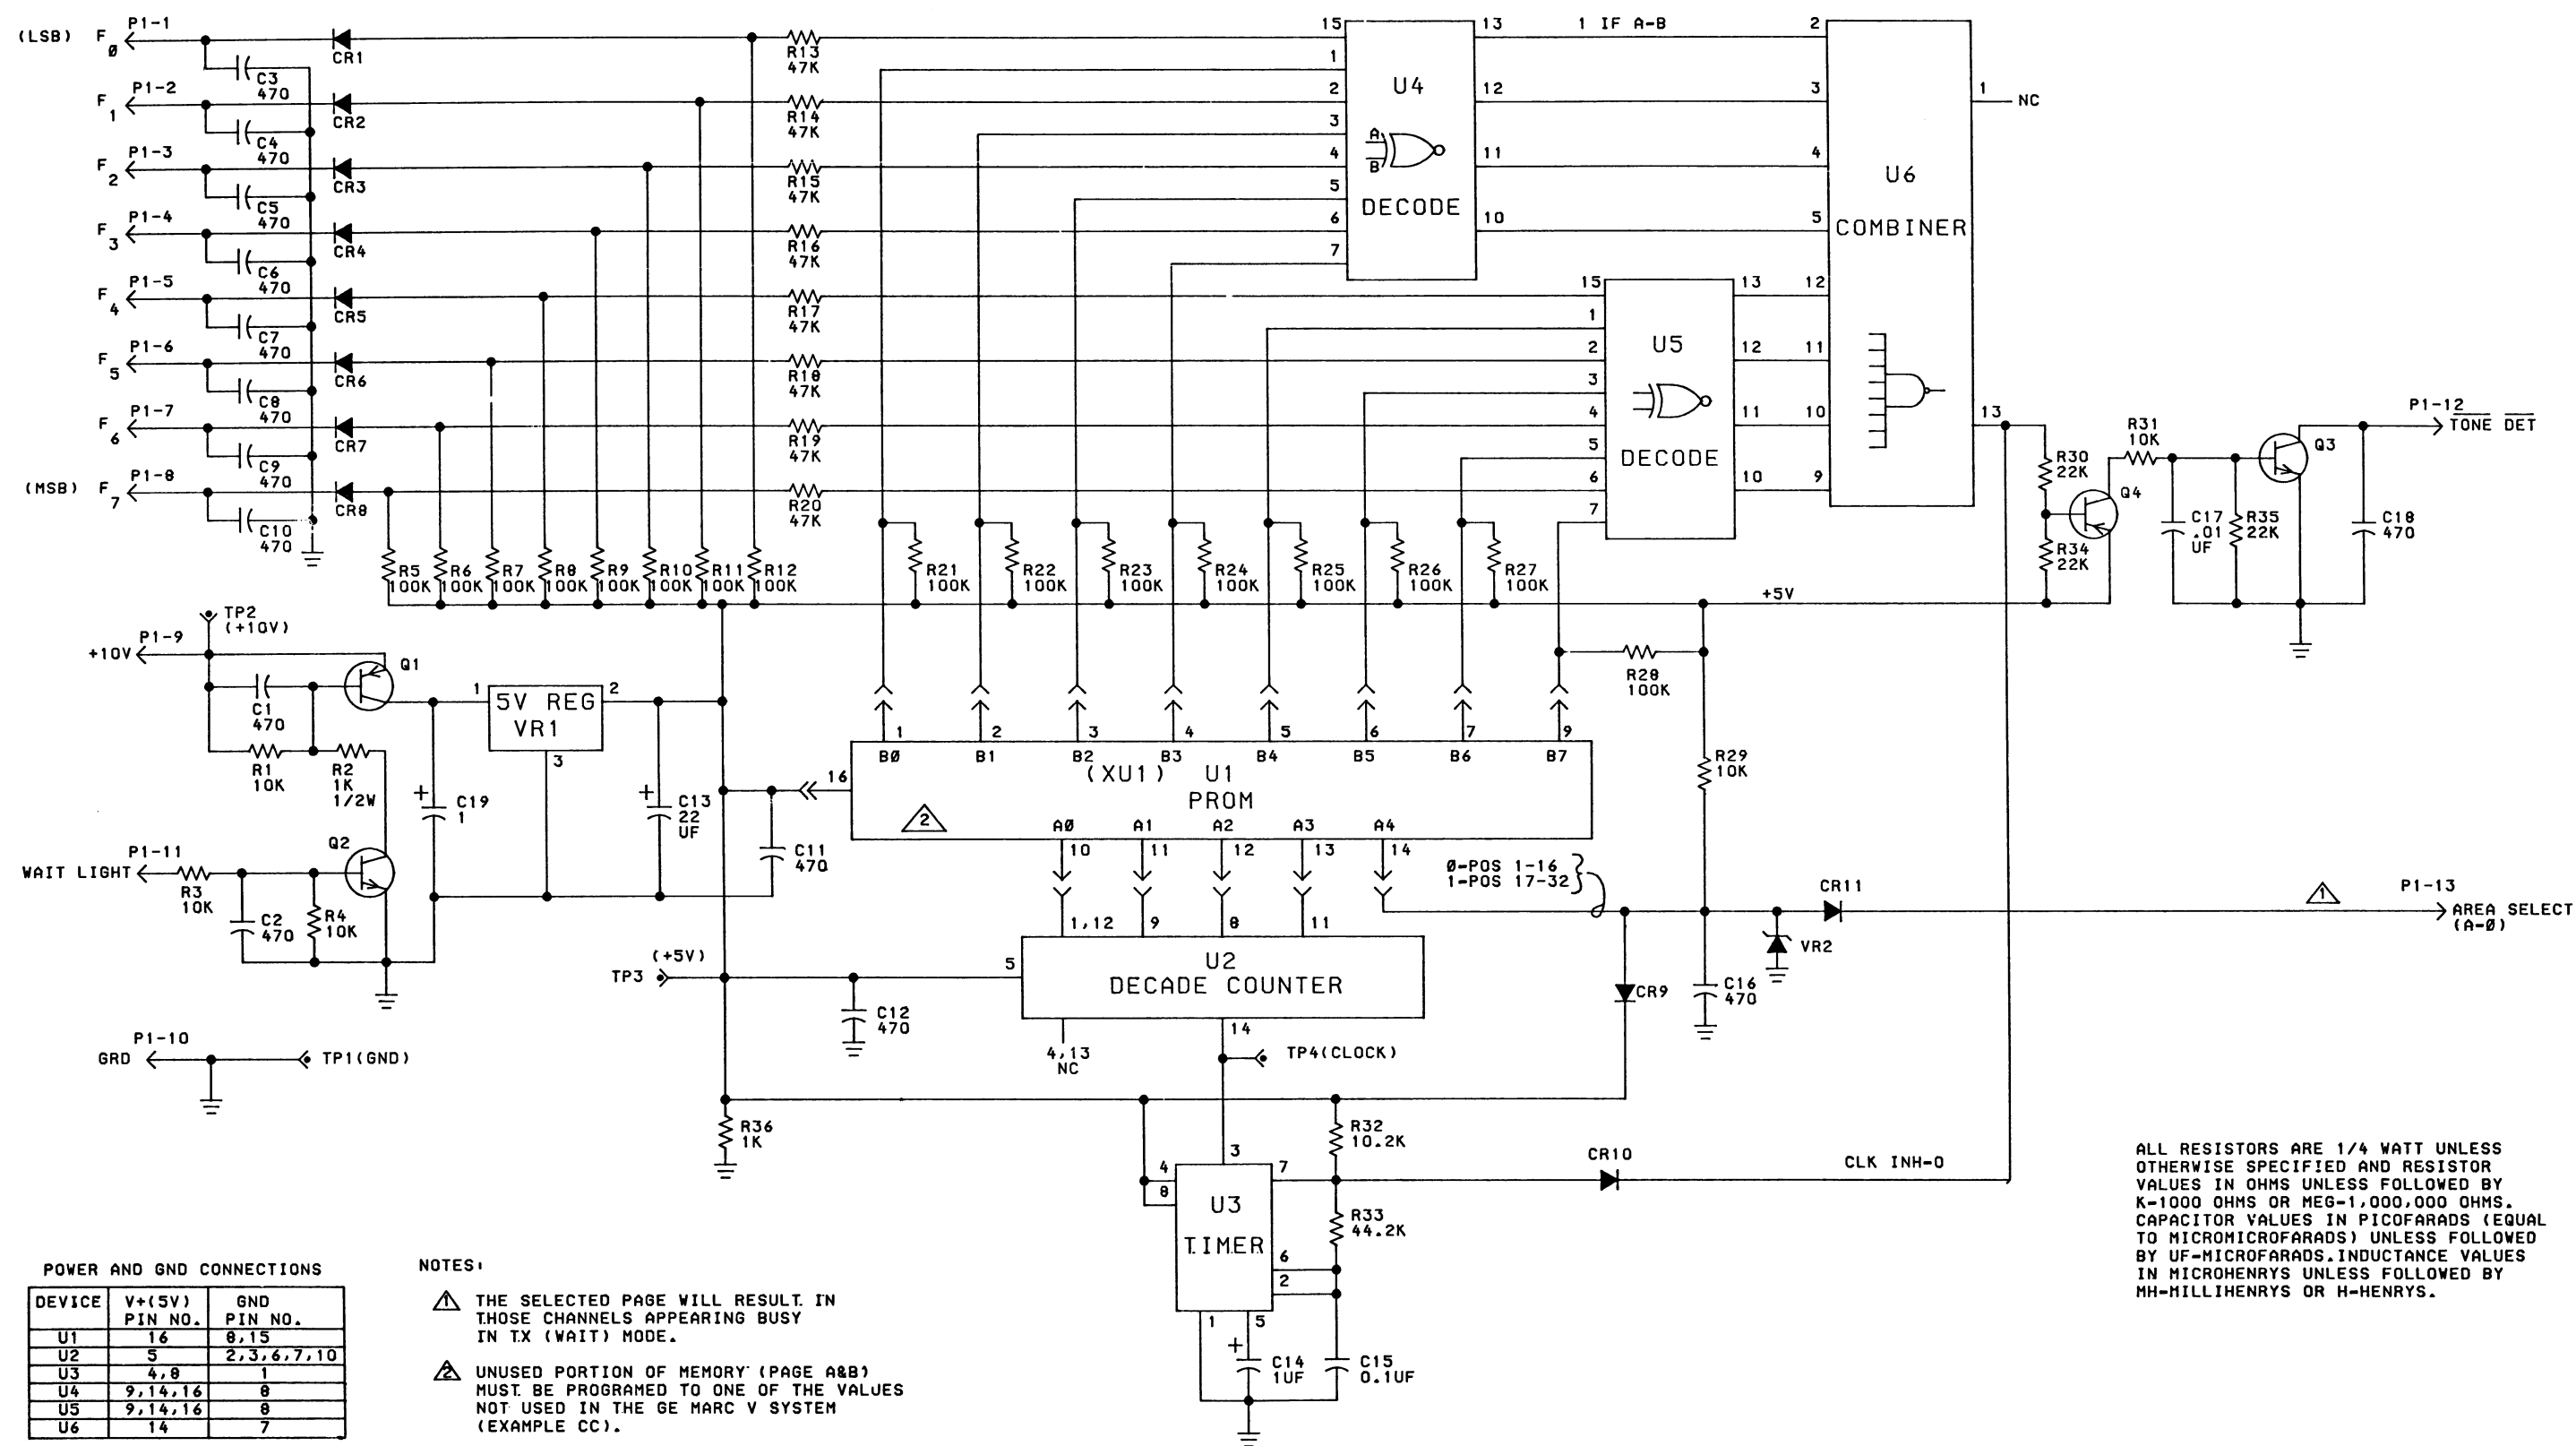 (LSB) F0 P1-1
F1 P1-2
F2 P1-3
F3 P1-4
F4 P1-5
F5 P1-6
F6 P1-7
(MSB) F7 P1-8
C3
470
C4
470
C5
470
C6
470
C7
470
C8
470
C9
470
C10
470
CR1
CR2
CR3
CR4
CR5
CR6
CR7
CR8
R13
47K
R14
47K
R15
47K
R16
47K
R17
47K
R18
47K
R19
47K
R20
47K
R5
100K
R6
100K
R7
100K
R8
100K
R9
100K
R10
100K
R11
100K
R12
100K
15
1
2
3
4
5
6
7
U4
A
B
DECODE
13
12
11
10
1 IF A-B
15
1
2
3
4
5
6
7
U5
DECODE
13
12
11
10
2
3
4
5
12
11
10
9
U6
COMBINER
1
NC
13
R21
100K
R22
100K
R23
100K
R24
100K
R25
100K
R26
100K
R27
100K
+5V
R28
100K
R29
10K
R30
22K
R34
22K
Q4
R31
10K
C17
.01
UF
R35
22K
Q3
C18
470
P1-12
TONE DET
TP2
(+10V)
P1-9
+10V
Q1
C1
470
R1
10K
R2
1K
1/2W
P1-11
WAIT LIGHT
R3
10K
C2
470
R4
10K
Q2
1
5V REG
VR1
2
3
C19
1
+
C13
22
UF
+
C11
470
16
1 2 3 4 5 6 7 9
B0 B1 B2 B3 B4 B5 B6 B7
(XU1) U1
PROM
2
A0 A1 A2 A3 A4
10 11 12 13 14
0-POS 1-16
1-POS 17-32
1,12 9 8 11
5
U2
DECADE COUNTER
4,13
NC
14
TP4(CLOCK)
(+5V)
TP3
C12
470
P1-10
GRD
TP1(GND)
R36
1K
CR9
C16
470
VR2
CR11
1
P1-13
AREA SELECT
(A-0)
R32
10.2K
CR10
CLK INH-0
R33
44.2K
3
4
8
7
U3
TIMER
6
2
1
5
+
C14
1UF
C15
0.1UF
POWER AND GND CONNECTIONS
DEVICE V+(5V) PIN NO. GND PIN NO.
U1 16 8,15
U2 5 2,3,6,7,10
U3 4,8 1
U4 9,14,16 8
U5 9,14,16 8
U6 14 7
NOTES:
1 THE SELECTED PAGE WILL RESULT IN
THOSE CHANNELS APPEARING BUSY
IN TX (WAIT) MODE.
2 UNUSED PORTION OF MEMORY (PAGE A&B)
MUST BE PROGRAMED TO ONE OF THE VALUES
NOT USED IN THE GE MARC V SYSTEM
(EXAMPLE CC).
ALL RESISTORS ARE 1/4 WATT UNLESS
OTHERWISE SPECIFIED AND RESISTOR
VALUES IN OHMS UNLESS FOLLOWED BY
K-1000 OHMS OR MEG-1,000,000 OHMS.
CAPACITOR VALUES IN PICOFARADS (EQUAL
TO MICROMICROFARADS) UNLESS FOLLOWED
BY UF-MICROFARADS.INDUCTANCE VALUES
IN MICROHENRYS UNLESS FOLLOWED BY
MH-MILLIHENRYS OR H-HENRYS.